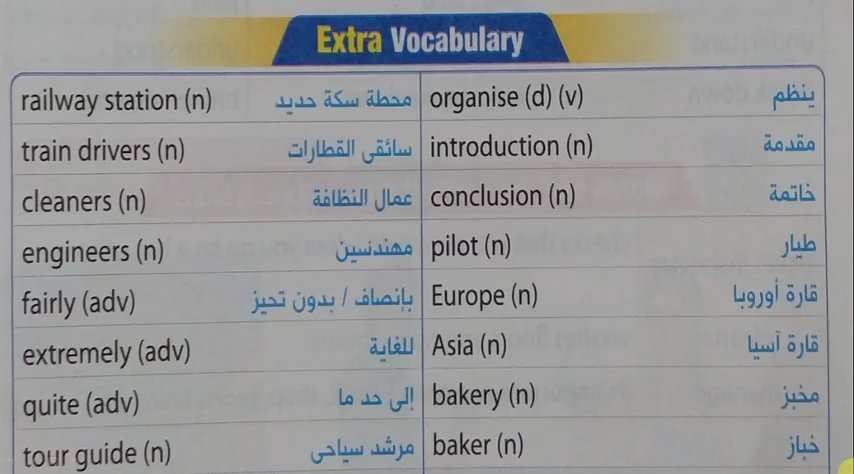 Extra Vocabulary
railway station (n) محطة سكة حديد organise (d) (v) ينظم
train drivers (n) سائقى القطارات introduction (n) مقدمة
cleaners (n) عمال النظافة conclusion (n) خاتمة
engineers (n) مهندسين pilot (n) طيار
fairly (adv) بإنصاف / بدون تحيز Europe (n) قارة أوروبا
extremely (adv) للغاية Asia (n) قارة آسيا
quite (adv) إلى حد ما bakery (n) مخبز
tour guide (n) مرشد سياحى baker (n) خباز